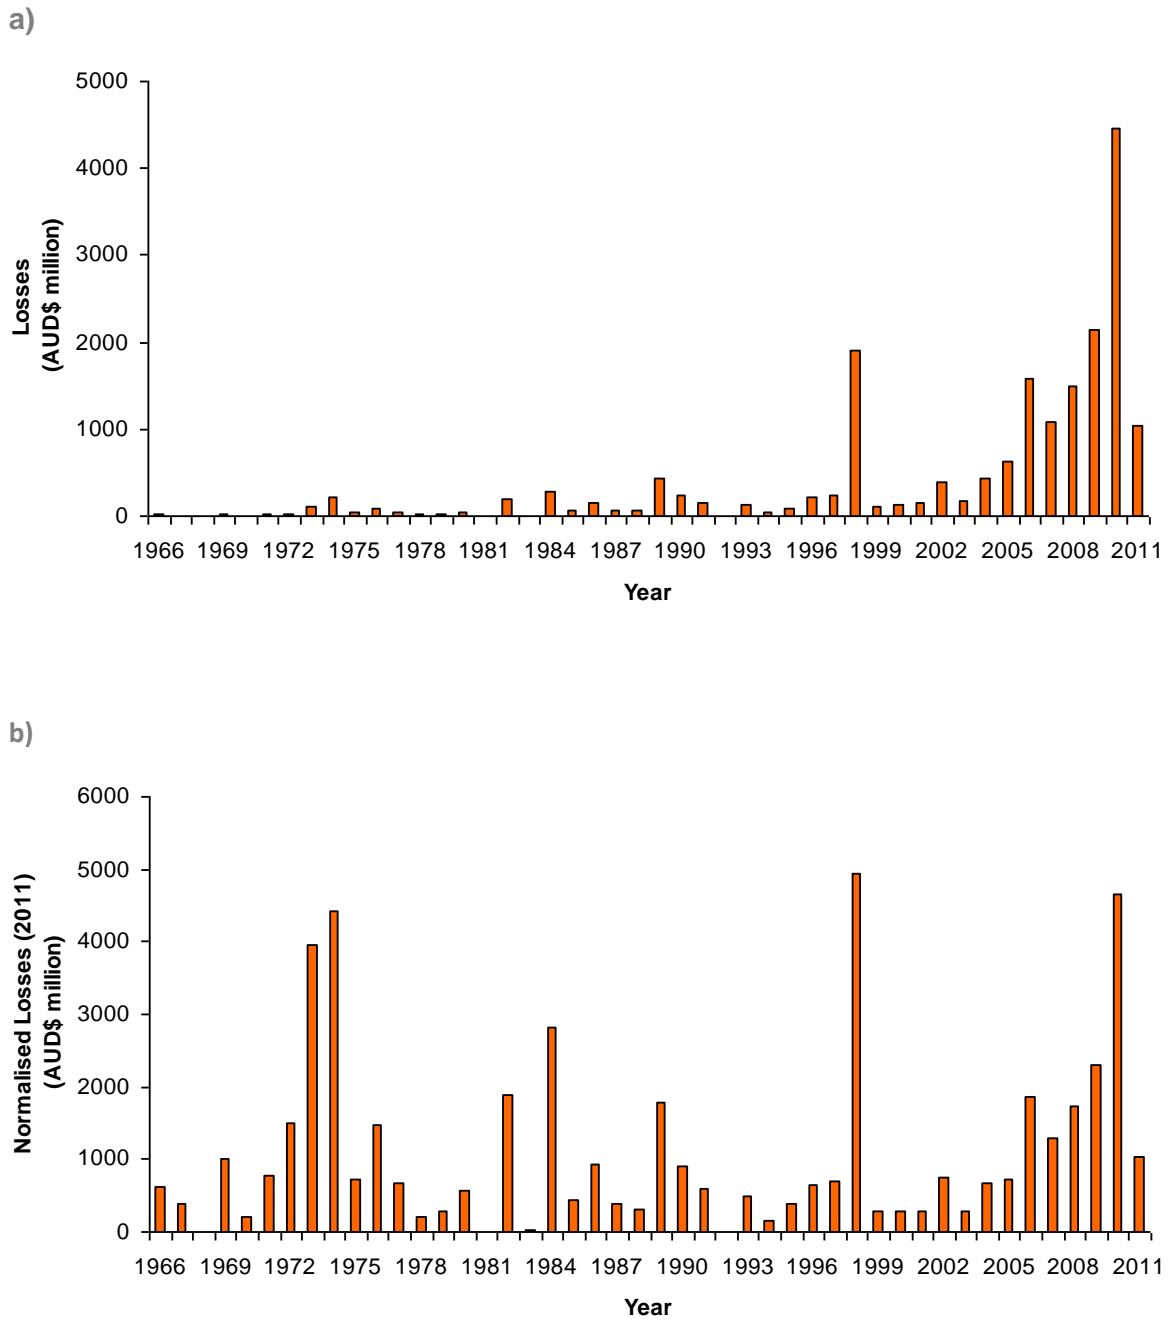 a)
5000
4000
3000
2000
1000
0
Losses
(AUD$ million)
1966 1969 1972 1975 1978 1981 1984 1987 1990 1993 1996 1999 2002 2005 2008 2011
Year
b)
6000
5000
4000
3000
2000
1000
0
Normalised Losses (2011)
(AUD$ million)
1966 1969 1972 1975 1978 1981 1984 1987 1990 1993 1996 1999 2002 2005 2008 2011
Year